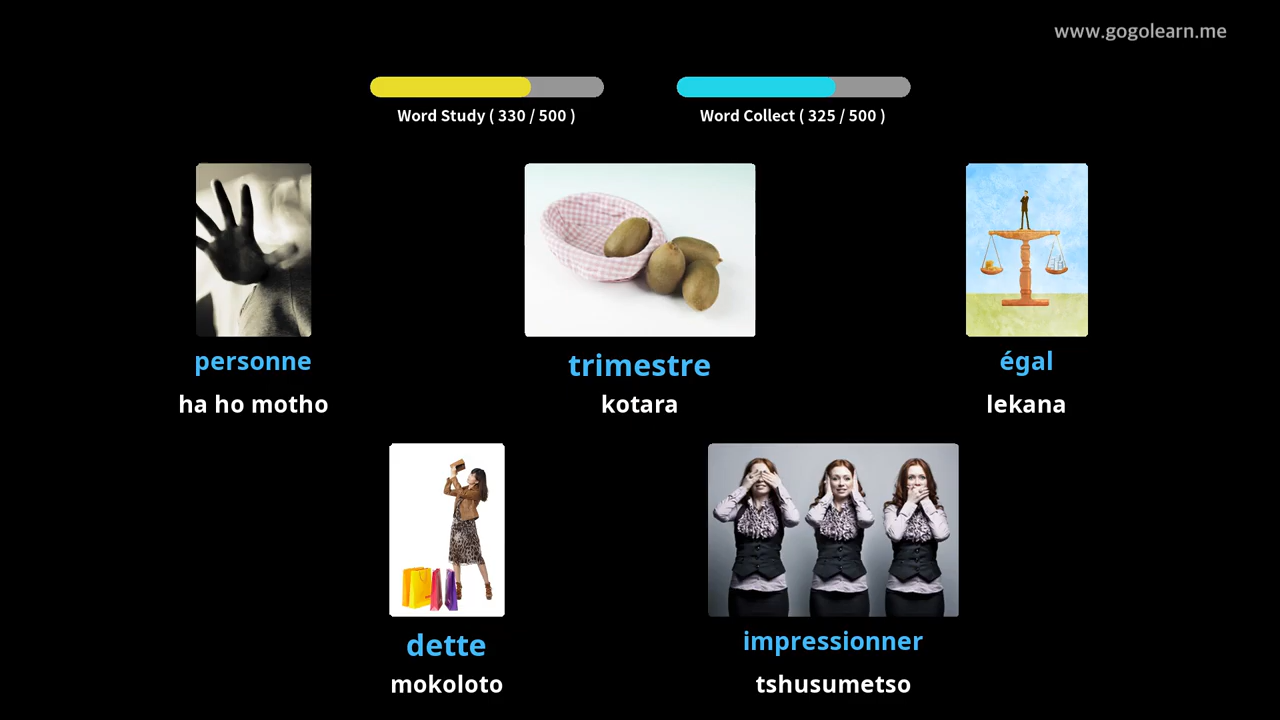 www.gogolearn.me
Word Study ( 330 / 500 )
Word Collect ( 325 / 500 )
personne
trimestre
égal
ha ho motho
kotara
lekana
dette
impressionner
mokoloto
tshusumetso